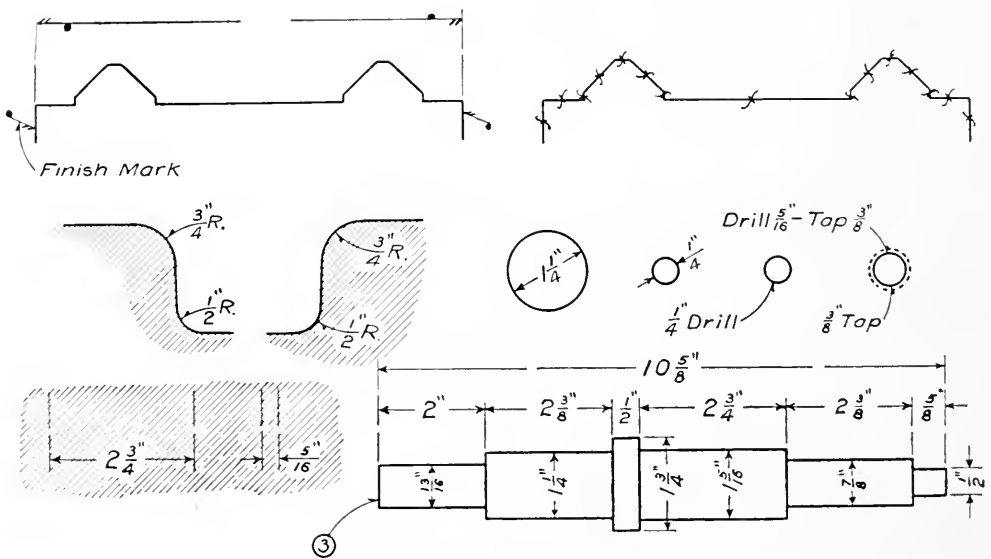 Finish Mark
3/4" R.
3/4" R.
1/2" R.
1/2" R.
1 1/4"
1/4"
1/4" Drill
Drill 5/16" - Tap 3/8"
3/8" Tap
2 3/4"
5/16"
10 5/8"
2" 2 3/8" 1/2" 2 3/4" 2 3/8" 5/8"
13/16" 1 1/4" 1 3/4" 1 5/16" 7/8" 1/2"
3